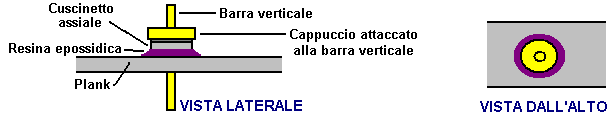 Cuscinetto
assiale
Barra verticale
Cappuccio attaccato
alla barra verticale
Resina epossidica
Plank
VISTA LATERALE
VISTA DALL'ALTO